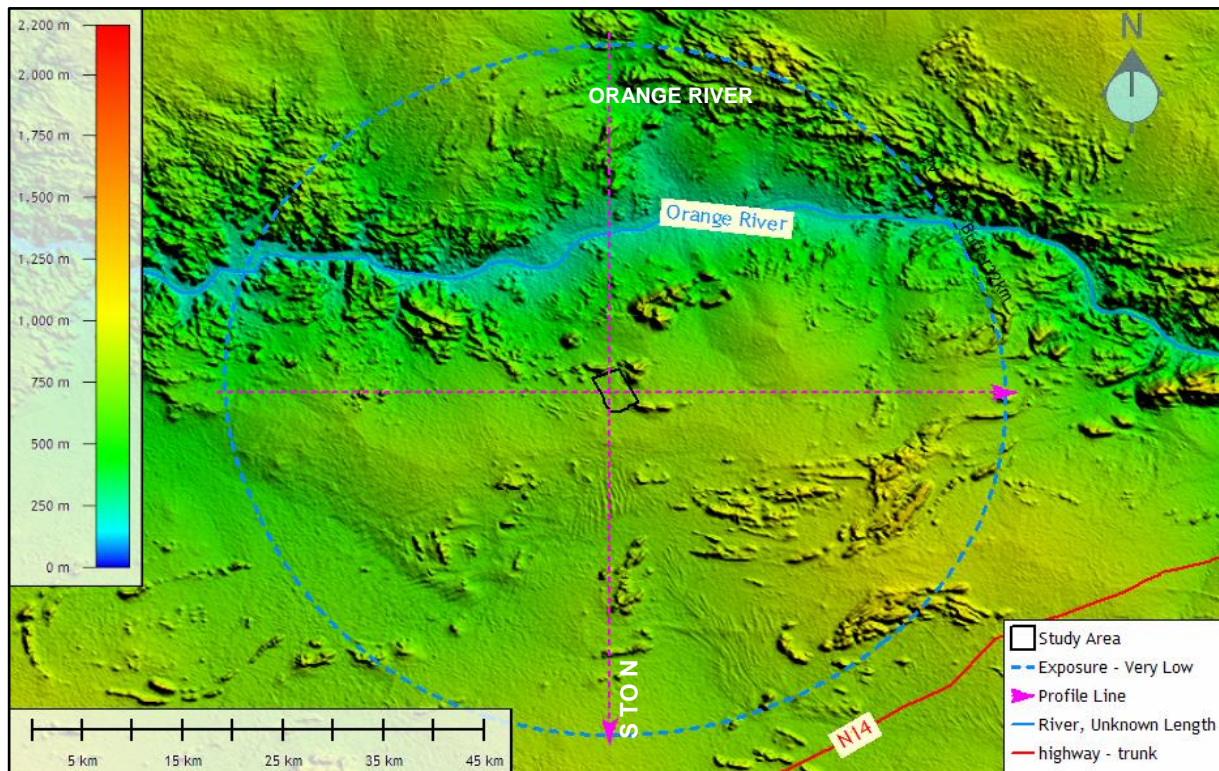 2,200 m
2,000 m
1,750 m
1,500 m
1,250 m
1,000 m
750 m
500 m
250 m
0 m
N
ORANGE RIVER
Orange River
STON
N14
5 km
15 km
25 km
35 km
45 km
Study Area
Exposure - Very Low
Profile Line
River, Unknown Length
highway - trunk